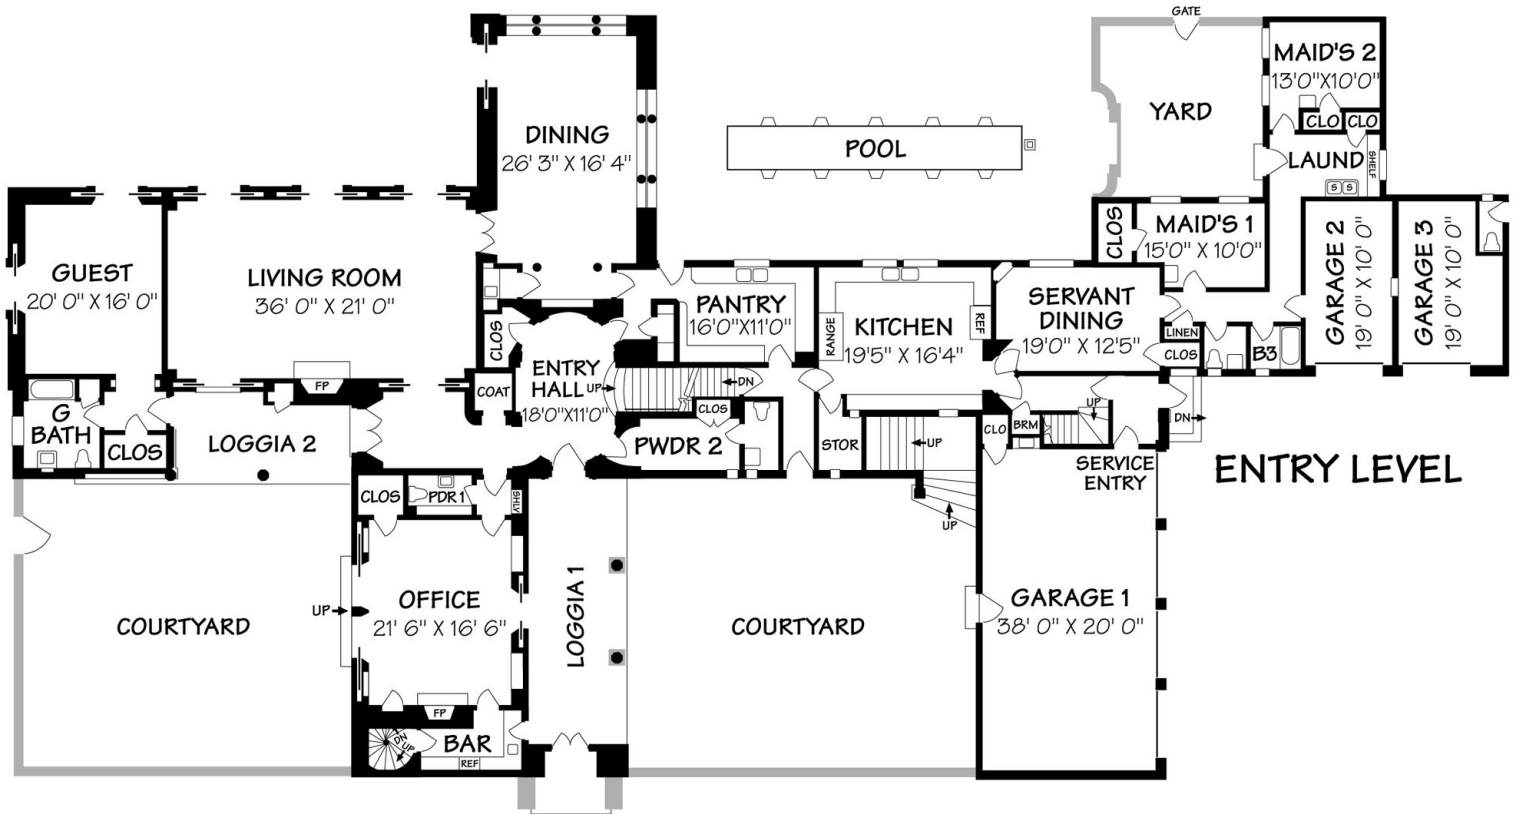 GATE
MAID'S 2
13'0"X10'0"
CLO
CLO
YARD
LAUND
SHELF
S S
DINING
26' 3" X 16' 4"
POOL
GUEST
20' 0" X 16' 0"
LIVING ROOM
36' 0" X 21' 0"
FP
CLOS
MAID'S 1
15'0" X 10'0"
GARAGE 2
19' 0" X 10' 0"
GARAGE 3
19' 0" X 10' 0"
CLOS
ENTRY
HALL
18'0"X11'0"
UP
DN
COAT
PANTRY
16'0"X11'0"
KITCHEN
19'5" X 16'4"
RANGE
REF
SERVANT
DINING
19'0" X 12'5"
LINEN
CLOS
B3
G
BATH
CLOS
LOGGIA 2
CLOS
PWDR 2
STOR
UP
UP
CLO
BRM
UP
DN
SERVICE
ENTRY
ENTRY LEVEL
CLOS
PDR 1
SHLV
COURTYARD
UP
OFFICE
21' 6" X 16' 6"
FP
LOGGIA 1
COURTYARD
GARAGE 1
38' 0" X 20' 0"
DN
UP
BAR
REF